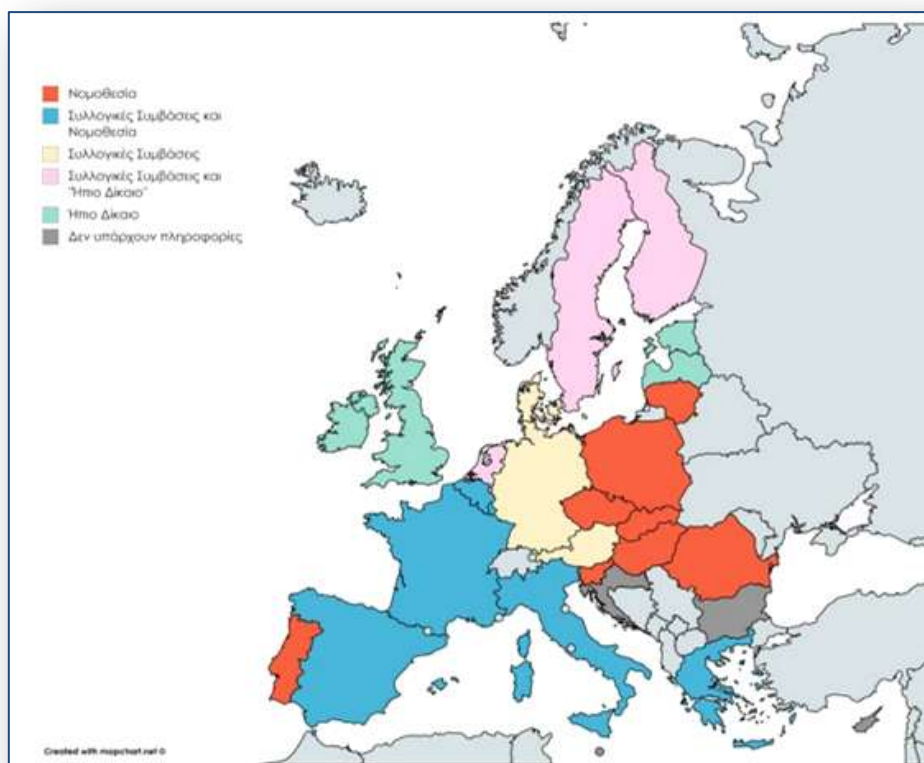 Νομοθεσία
Συλλογικές Συμβάσεις και
Νομοθεσία
Συλλογικές Συμβάσεις
Συλλογικές Συμβάσεις και
"Ήπιο Δίκαιο"
Ήπιο Δίκαιο
Δεν υπάρχουν πληροφορίες
Created with mapchart.net ©